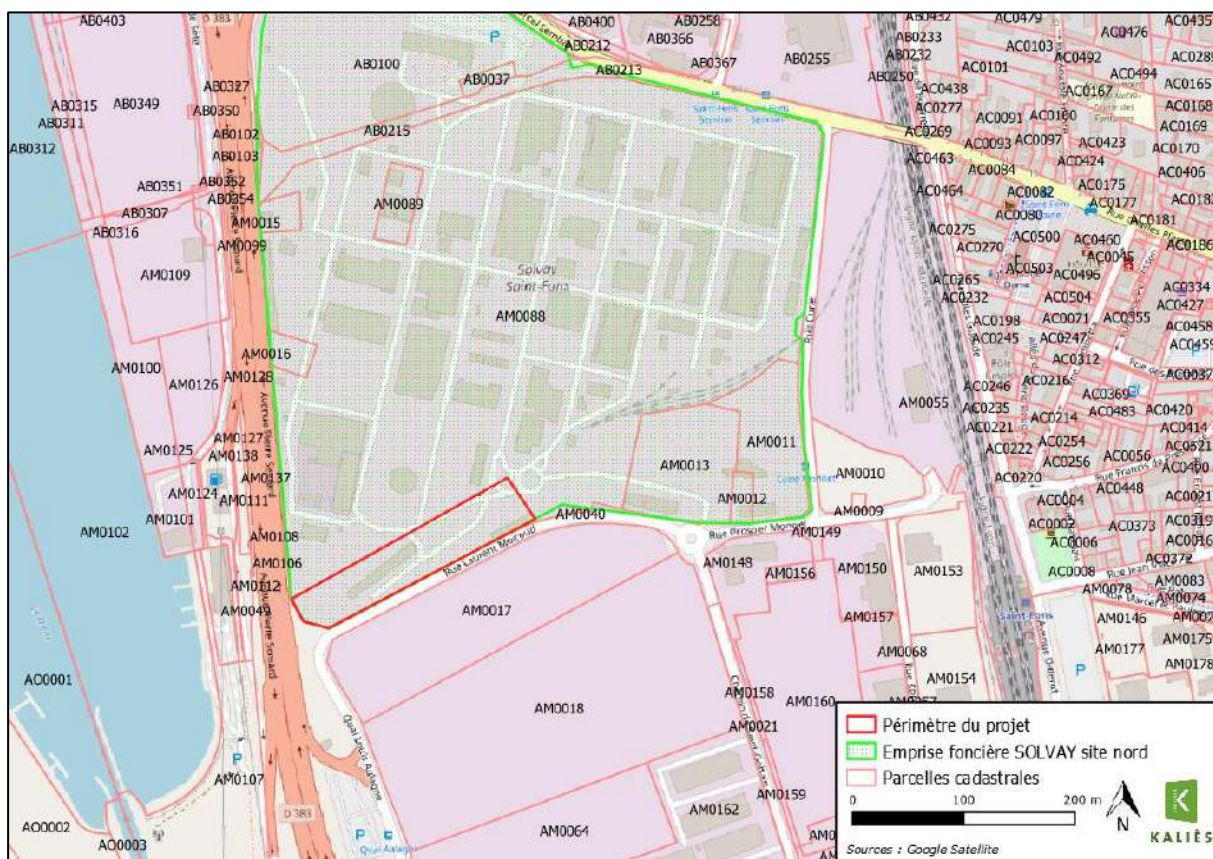 AB0403
D 383
AB0400
AB0258
AB0432
AC0479
AC0435
AB0212
AB0366
AB0233
AC0103
AC0492
AC0476
AB0100
AB0213
AB0367
AB0255
AB0232
AB0037
AB0250
AC0101
AC0494
AC0165
AB0327
AC0438
AC0167
AB0315
AB0349
AB0350
AC0277
AC0168
AB0311
AB0215
AC0091
AC0100
AB0102
AC0269
AC0169
AB0312
AC0093
AC0097
AC0423
AB0103
AC0463
AC0424
AC0170
AB0351
AB0352
AC0084
AB0354
AC0464
AC0082
AC0175
AC0406
AB0307
AM0089
AC0177
AB0316
AM0015
AC0080
AC0181
AM0099
AC0275
AC0500
AC0460
AC0045
AC0186
AM0109
AC0270
Solvay
Saint-Fons
AC0503
AC0496
AC0265
AC0334
AM0088
AC0232
AC0504
AC0427
AC0198
AC0071
AC0355
AC0458
AC0245
AC0247
Rue Curie
AM0016
AC0312
AM0100
AM0128
AM0126
AC0246
AC0216
AC0369
AC0037
AM0055
AC0235
AC0483
AC0420
AC0221
AC0214
AC0414
AM0125
AM0127
AC0222
AC0254
AM0138
AM0011
AC0056
AC0256
AM0137
AM0013
AM0010
AC0220
AM0124
AM0111
AC0448
AM0101
AM0012
AC0004
AM0040
AM0009
AC0002
AC0373
AC0319
AM0102
AM0108
Rue Laurent Mourguet
Rue Prosper Monnet
AM0149
AC0006
AM0106
AC0372
AM0148
AM0156
AM0150
AM0153
AC0008
AM0112
AM0083
AM0017
AM0078
AM0074
AM0049
AM0157
Saint-Fons
AM0146
AM0068
AM0177
AM0175
AO0001
AM0154
AM0178
AM0158
AM0160
AM0018
AM0021
Quai Louis Aulagne
AM0107
AM0159
D 383
AM0162
AO0002
AM0064
AO0003
Quai Aulagne
Périmètre du projet
Emprise foncière SOLVAY site nord
Parcelles cadastrales
0 100 200 m
N
KALIÈS
Sources : Google Satellite